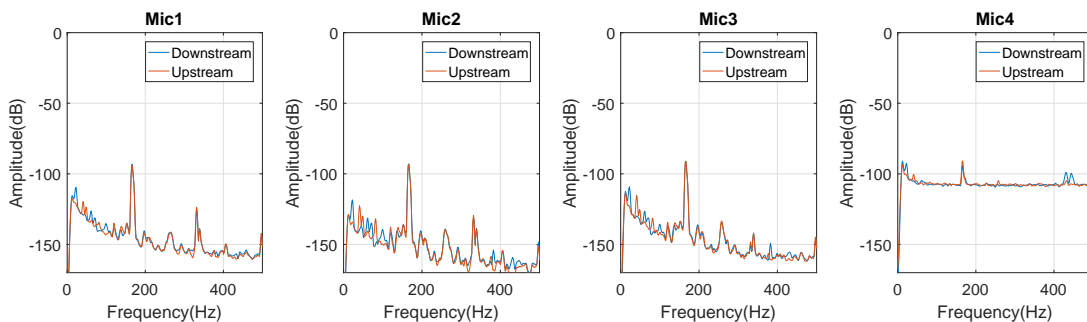 Mic1
Mic2
Mic3
Mic4
0
-50
-100
-150
Amplitude(dB)
Downstream
Upstream
0
200
400
Frequency(Hz)
0
-50
-100
-150
Amplitude(dB)
Downstream
Upstream
0
200
400
Frequency(Hz)
0
-50
-100
-150
Amplitude(dB)
Downstream
Upstream
0
200
400
Frequency(Hz)
0
-50
-100
-150
Amplitude(dB)
Downstream
Upstream
0
200
400
Frequency(Hz)